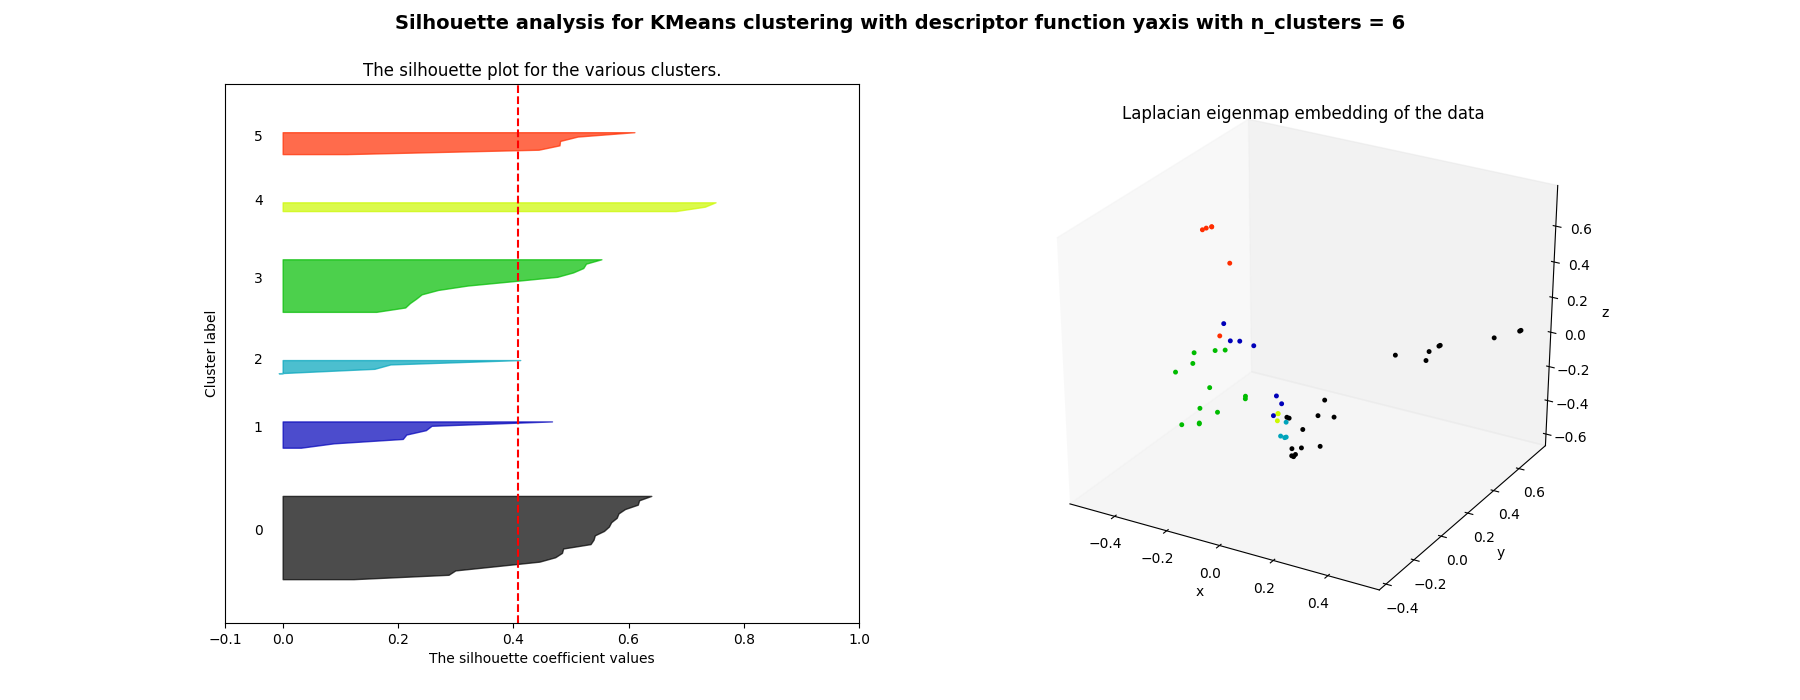 Silhouette analysis for KMeans clustering with descriptor function yaxis with n_clusters = 6
The silhouette plot for the various clusters.
5
4
3
2
1
0
Cluster label
−0.1 0.0 0.2 0.4 0.6 0.8 1.0
The silhouette coefficient values
Laplacian eigenmap embedding of the data
0.6
0.4
0.2
0.0
−0.2
−0.4
−0.6
z
−0.4 −0.2 0.0 0.2 0.4
x
−0.4 −0.2 0.0 0.2 0.4 0.6
y